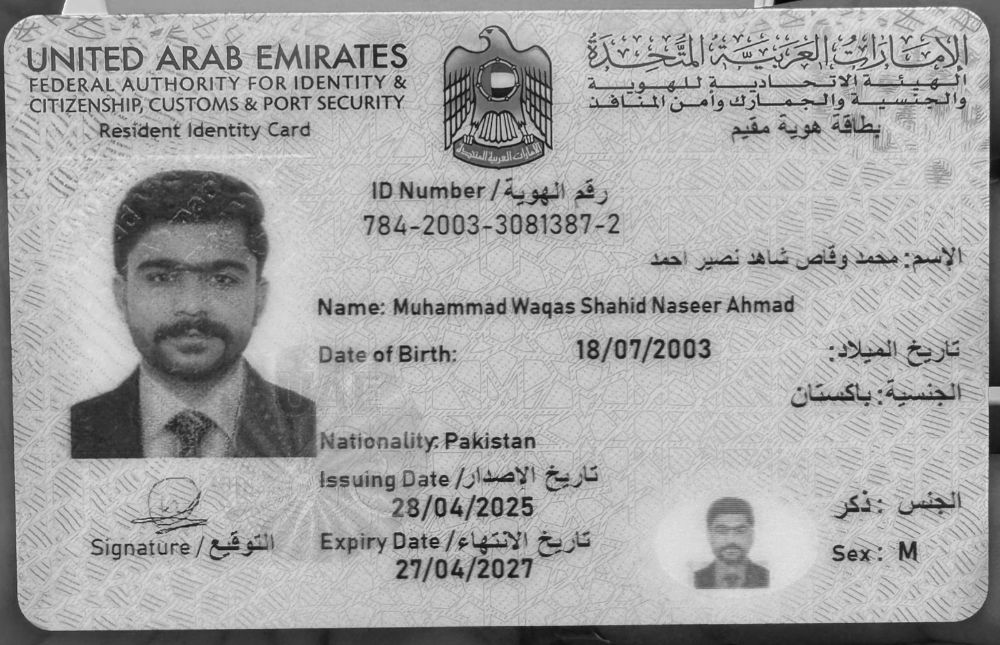 UNITED ARAB EMIRATES
FEDERAL AUTHORITY FOR IDENTITY &
CITIZENSHIP, CUSTOMS & PORT SECURITY
Resident Identity Card
الإمارات العربية المتحدة
الهيئة الاتحادية للهوية
والجنسية والجمارك وأمن المنافذ
بطاقة هوية مقيم
الإمارات العربية المتحدة
ID Number / رقم الهوية
784-2003-3081387-2
الإسم: محمد وقاص شاهد نصير احمد
Name: Muhammad Waqas Shahid Naseer Ahmad
Date of Birth: 18/07/2003 تاريخ الميلاد:
الجنسية: باكستان
Nationality: Pakistan
Issuing Date / تاريخ الإصدار
28/04/2025
Expiry Date / تاريخ الانتهاء
27/04/2027
الجنس: ذكر
Sex: M
Signature / التوقيع